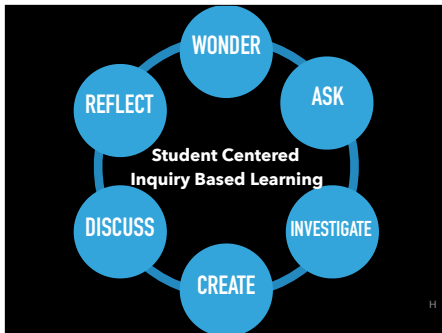 WONDER
ASK
REFLECT
Student Centered
Inquiry Based Learning
DISCUSS
INVESTIGATE
CREATE
H